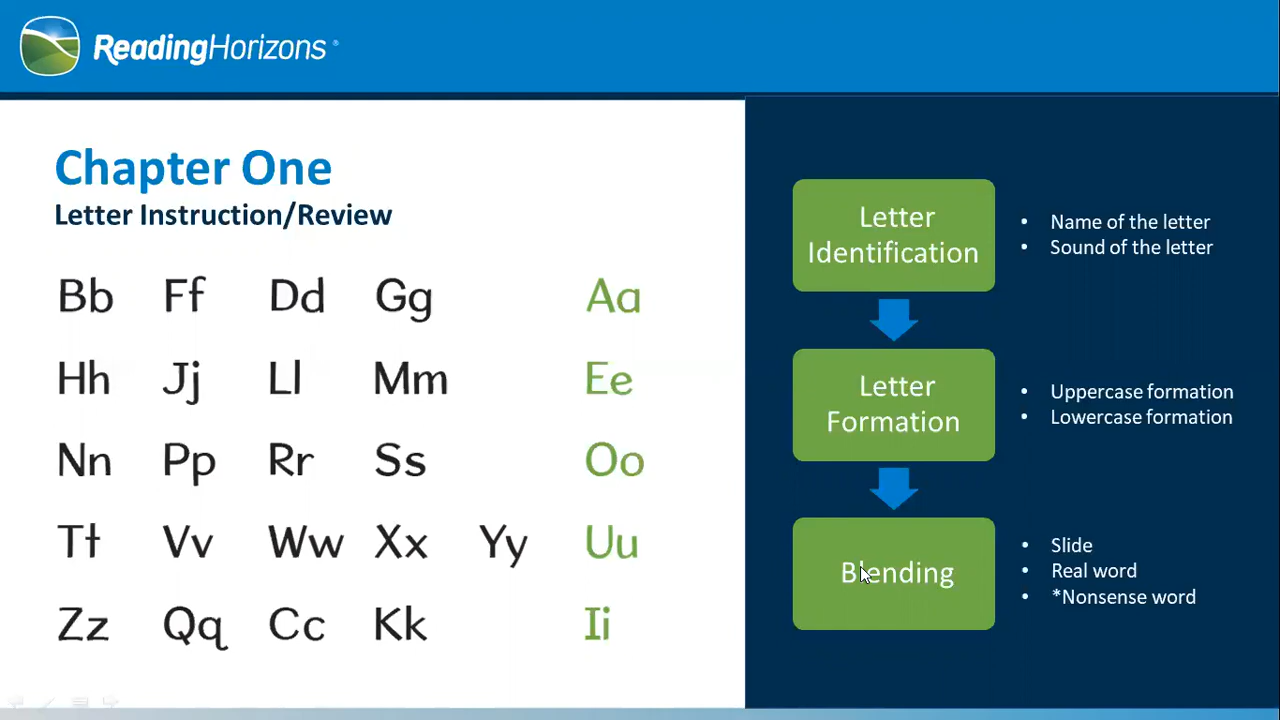 ReadingHorizons
Chapter One
Letter Instruction/Review
Bb Ff Dd Gg Aa
Hh Jj Ll Mm Ee
Nn Pp Rr Ss Oo
Tt Vv Ww Xx Yy Uu
Zz Qq Cc Kk Ii
Letter
Identification
• Name of the letter
• Sound of the letter
Letter
Formation
• Uppercase formation
• Lowercase formation
Blending
• Slide
• Real word
• *Nonsense word